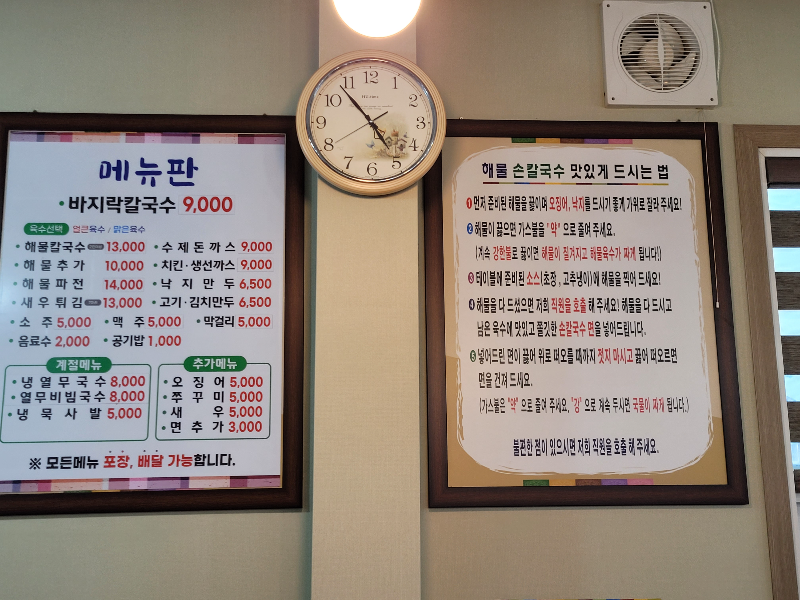 메뉴판
•바지락칼국수 9,000
육수선택 얼큰육수 / 맑은육수
•해물칼국수 13,000
•해물추가 10,000
•해물파전 14,000
•새우튀김 13,000
•수제돈까스 9,000
•치킨·생선까스 9,000
•낙지만두 6,500
•고기·김치만두 6,500
•소주 5,000 •맥주 5,000 •막걸리 5,000
•음료수 2,000 •공기밥 1,000
계절메뉴
•냉열무국수 8,000
•열무비빔국수 8,000
•냉묵사발 5,000
추가메뉴
•오징어 5,000
•쭈꾸미 5,000
•새우 5,000
•면추가 3,000
※ 모든메뉴 포장, 배달 가능합니다.
12 1 2 3 4 5 6 7 8 9 10 11
해물 손칼국수 맛있게 드시는 법
1 먼저 준비된 해물을 끓이며 오징어, 낙지를 드시기 좋게 가위로 잘라 주세요!
2 해물이 끓으면 가스불을 "약" 으로 줄여 주세요.
(계속 강한불로 끓이면 해물이 질겨지고 해물육수가 짜게 됩니다!)
3 테이블에 준비된 소스(초장, 고추냉이)에 해물을 찍어 드세요!
4 해물을 다 드셨으면 저희 직원을 호출 해 주세요! 해물을 다 드시고
남은 육수에 맛있고 쫄깃한 손칼국수 면을 넣어드립니다.
5 넣어드린 면이 끓어 위로 떠오를 때까지 젓지 마시고 끓어 떠오르면
면을 건져 드세요.
(가스불은 "약" 으로 줄여 주세요, "강" 으로 계속 두시면 국물이 짜게 됩니다.)
불편한 점이 있으시면 저희 직원을 호출 해 주세요.